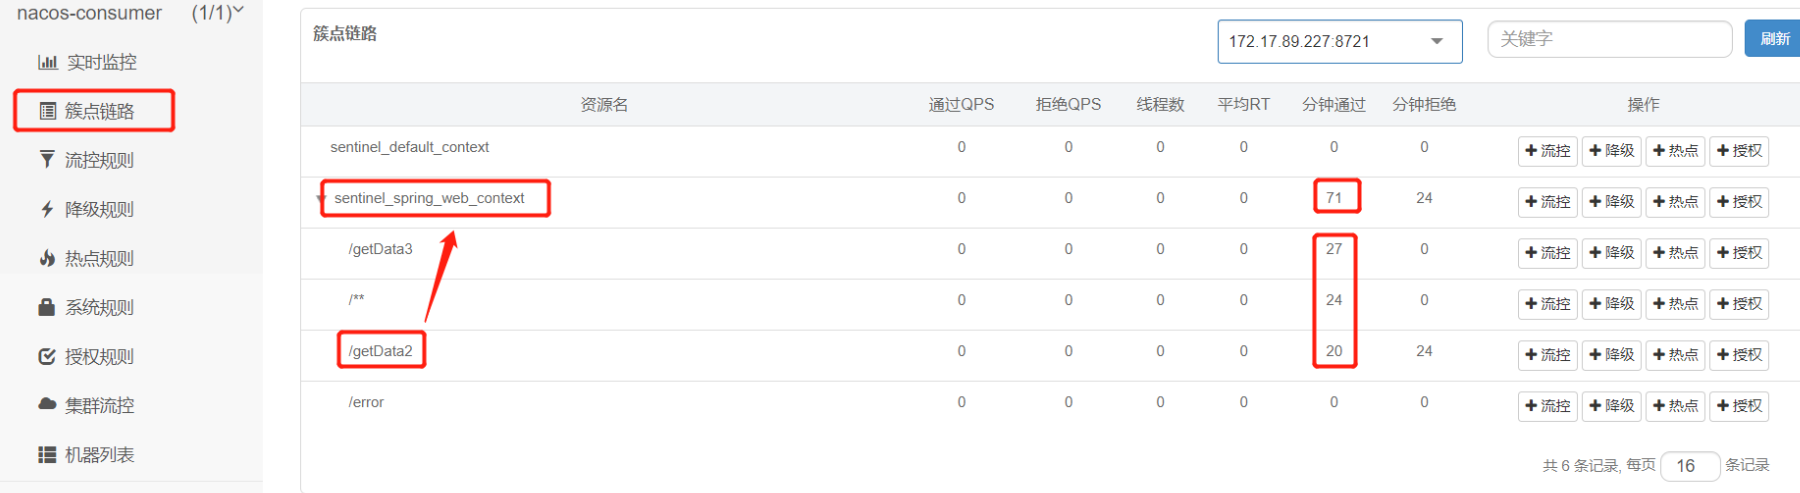 nacos-consumer (1/1)
实时监控
簇点链路
流控规则
降级规则
热点规则
系统规则
授权规则
集群流控
机器列表
簇点链路 172.17.89.227:8721 关键字 刷新
资源名 通过QPS 拒绝QPS 线程数 平均RT 分钟通过 分钟拒绝 操作
sentinel_default_context 0 0 0 0 0 0 +流控 +降级 +热点 +授权
sentinel_spring_web_context 0 0 0 0 71 24 +流控 +降级 +热点 +授权
/getData3 0 0 0 0 27 0 +流控 +降级 +热点 +授权
/** 0 0 0 0 24 0 +流控 +降级 +热点 +授权
/getData2 0 0 0 0 20 24 +流控 +降级 +热点 +授权
/error 0 0 0 0 0 0 +流控 +降级 +热点 +授权
共 6 条记录, 每页 16 条记录